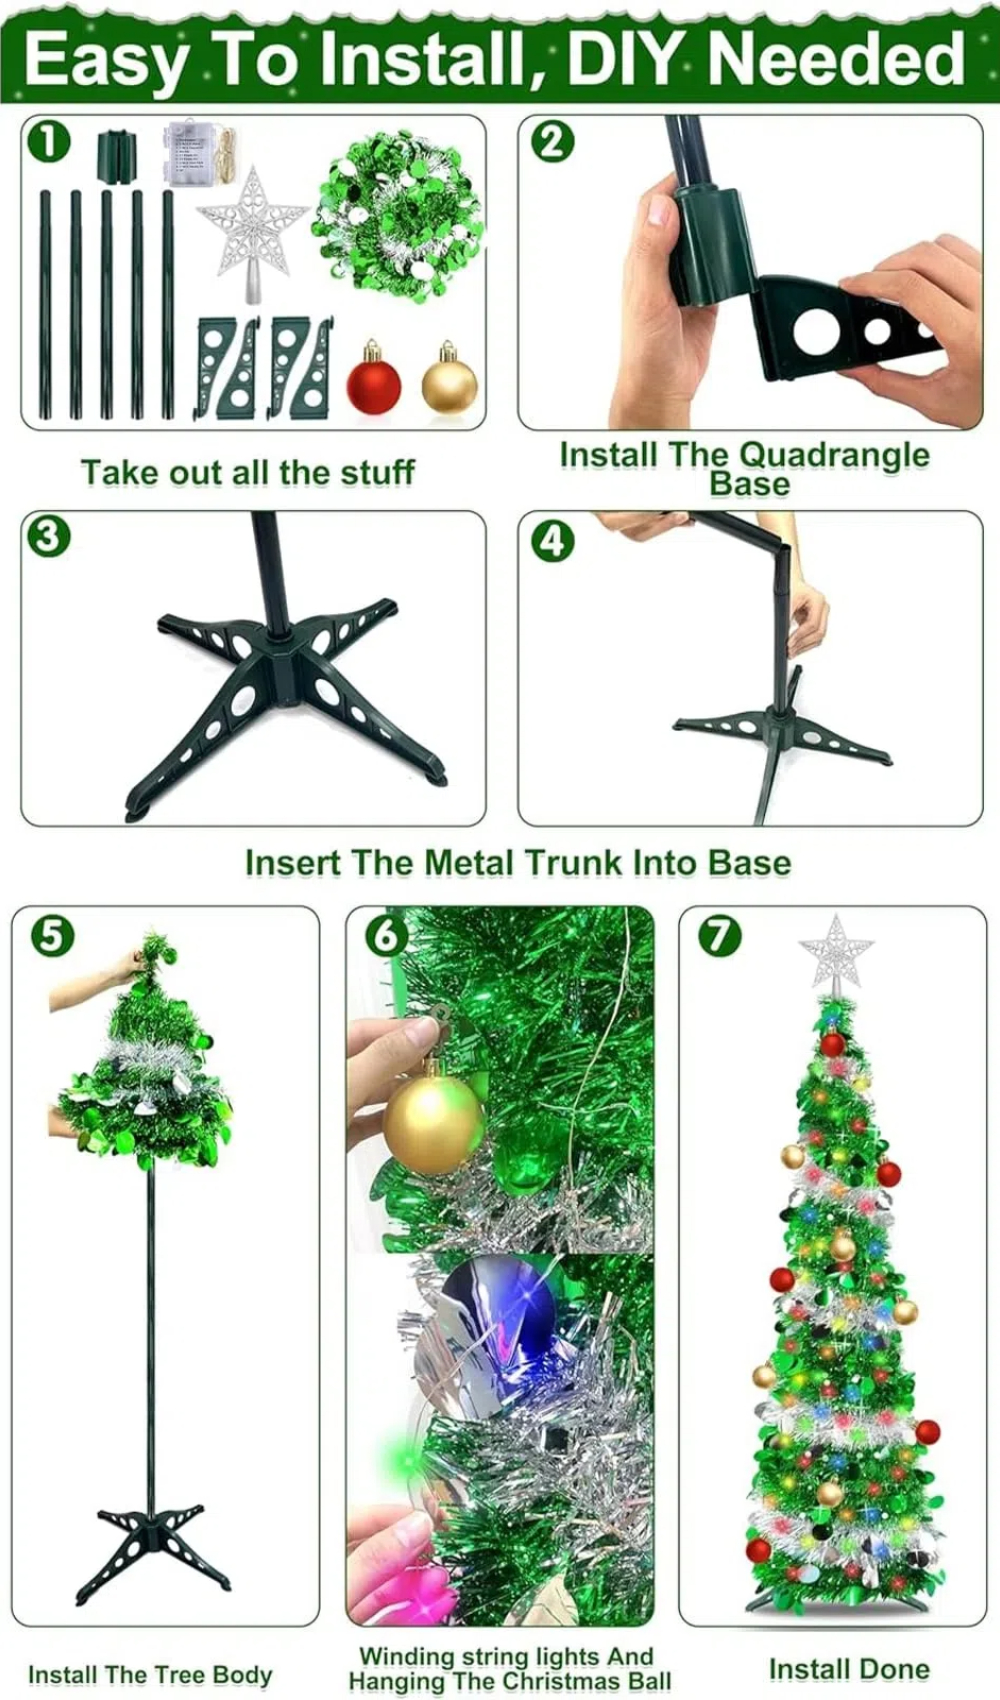 Easy To Install, DIY Needed
1
2
Take out all the stuff
Install The Quadrangle
Base
3
4
Insert The Metal Trunk Into Base
5
6
7
Install The Tree Body
Winding string lights And
Hanging The Christmas Ball
Install Done